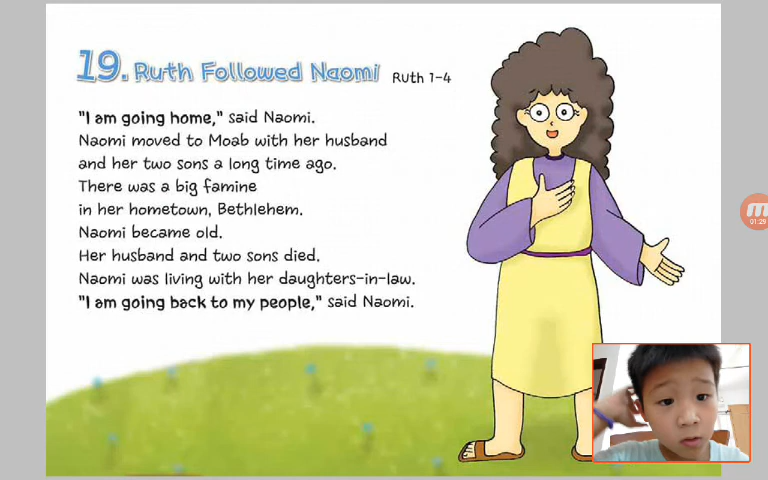 19. Ruth Followed Naomi Ruth 1-4
"I am going home," said Naomi.
Naomi moved to Moab with her husband
and her two sons a long time ago.
There was a big famine
in her hometown, Bethlehem.
Naomi became old.
Her husband and two sons died.
Naomi was living with her daughters-in-law.
"I am going back to my people," said Naomi.
01:29